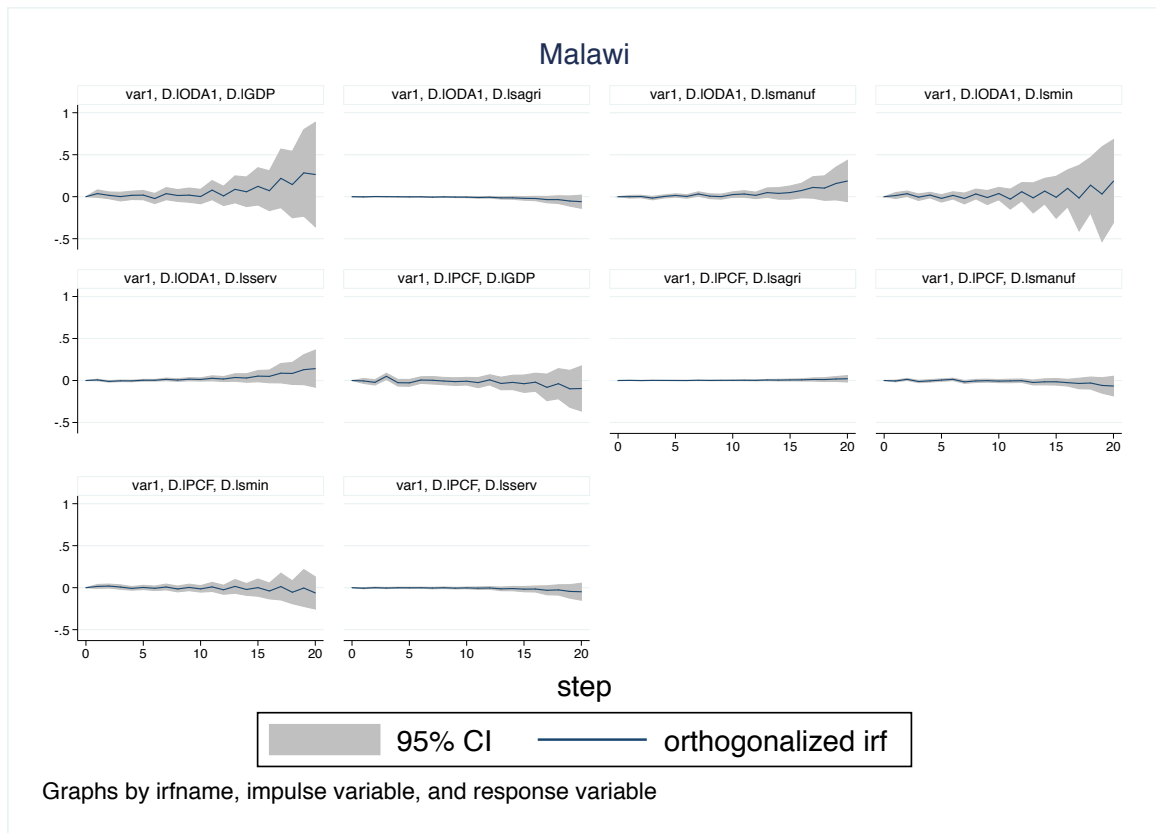 Malawi
var1, D.lODA1, D.lGDP
var1, D.lODA1, D.lsagri
var1, D.lODA1, D.lsmanuf
var1, D.lODA1, D.lsmin
1
.5
0
-.5
var1, D.lODA1, D.lsserv
var1, D.lPCF, D.lGDP
var1, D.lPCF, D.lsagri
var1, D.lPCF, D.lsmanuf
1
.5
0
-.5
0 5 10 15 20
0 5 10 15 20
var1, D.lPCF, D.lsmin
var1, D.lPCF, D.lsserv
1
.5
0
-.5
0 5 10 15 20
0 5 10 15 20
step
95% CI
orthogonalized irf
Graphs by irfname, impulse variable, and response variable